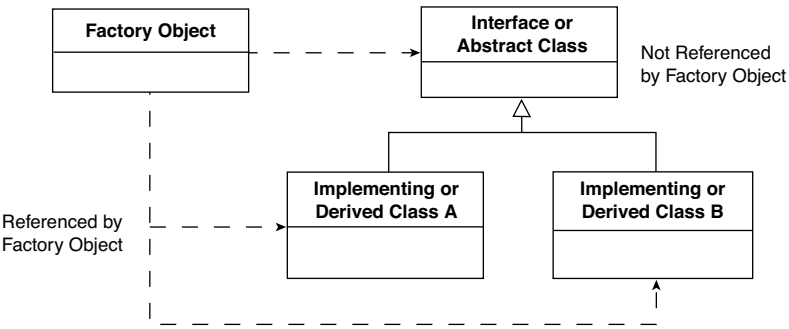 Factory Object
Interface or
Abstract Class
Not Referenced
by Factory Object
Implementing or
Derived Class A
Implementing or
Derived Class B
Referenced by
Factory Object